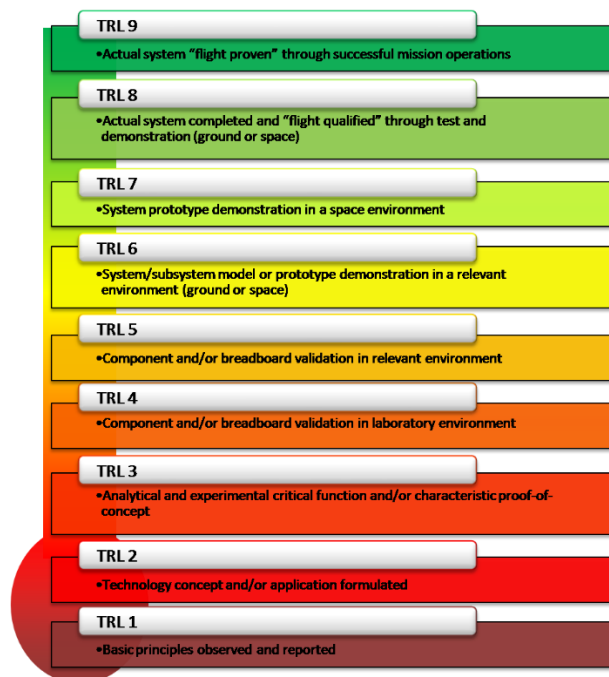 TRL 9
•Actual system "flight proven" through successful mission operations
TRL 8
•Actual system completed and "flight qualified" through test and
demonstration (ground or space)
TRL 7
•System prototype demonstration in a space environment
TRL 6
•System/subsystem model or prototype demonstration in a relevant
environment (ground or space)
TRL 5
•Component and/or breadboard validation in relevant environment
TRL 4
•Component and/or breadboard validation in laboratory environment
TRL 3
•Analytical and experimental critical function and/or characteristic proof-of-
concept
TRL 2
•Technology concept and/or application formulated
TRL 1
•Basic principles observed and reported